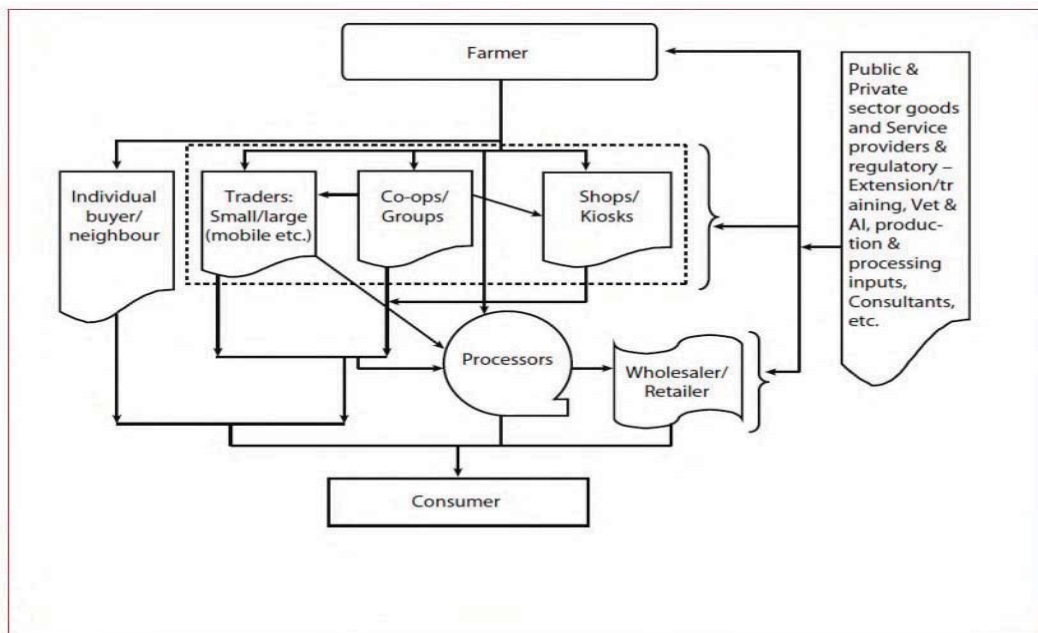 Farmer
Public &
Private
sector goods
and Service
providers &
regulatory –
Extension/tr
aining, Vet &
AI, produc-
tion &
processing
inputs,
Consultants,
etc.
Individual
buyer/
neighbour
Traders:
Small/large
(mobile etc.)
Co-ops/
Groups
Shops/
Kiosks
Processors
Wholesaler/
Retailer
Consumer